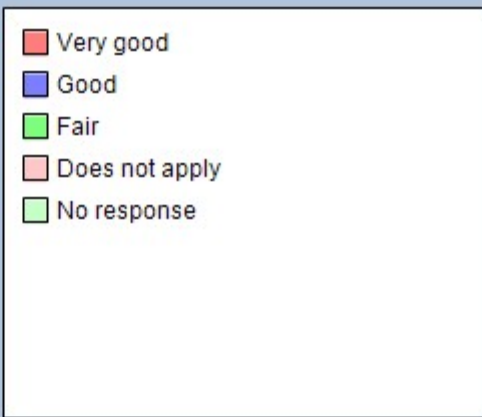 Very good
Good
Fair
Does not apply
No response